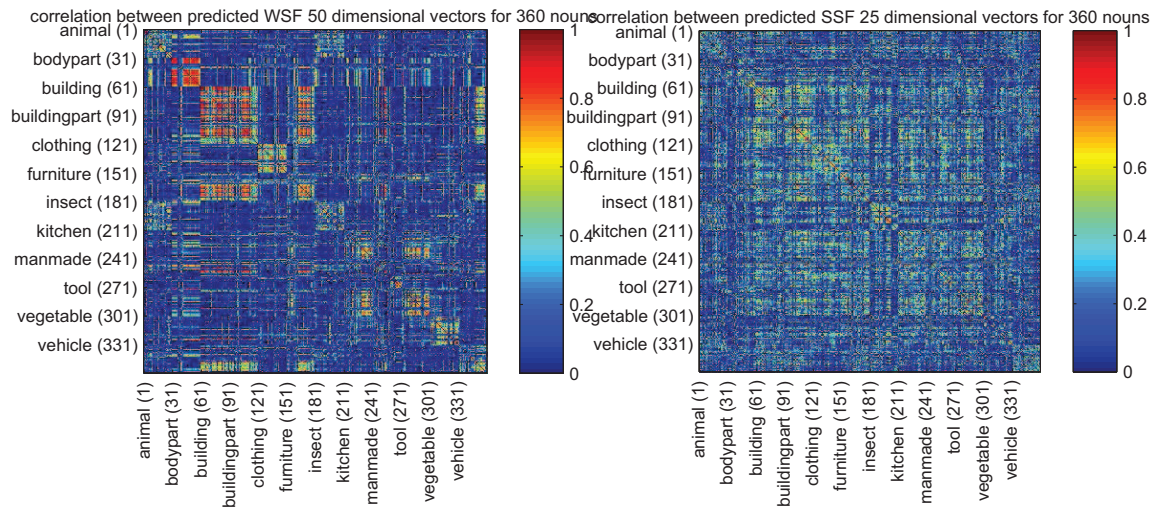 correlation between predicted WSF 50 dimensional vectors for 360 nouns
animal (1)
bodypart (31)
building (61)
buildingpart (91)
clothing (121)
furniture (151)
insect (181)
kitchen (211)
manmade (241)
tool (271)
vegetable (301)
vehicle (331)
1
0.8
0.6
0.4
0.2
0
animal (1)
bodypart (31)
building (61)
buildingpart (91)
clothing (121)
furniture (151)
insect (181)
kitchen (211)
manmade (241)
tool (271)
vegetable (301)
vehicle (331)
correlation between predicted SSF 25 dimensional vectors for 360 nouns
animal (1)
bodypart (31)
building (61)
buildingpart (91)
clothing (121)
furniture (151)
insect (181)
kitchen (211)
manmade (241)
tool (271)
vegetable (301)
vehicle (331)
1
0.8
0.6
0.4
0.2
0
animal (1)
bodypart (31)
building (61)
buildingpart (91)
clothing (121)
furniture (151)
insect (181)
kitchen (211)
manmade (241)
tool (271)
vegetable (301)
vehicle (331)